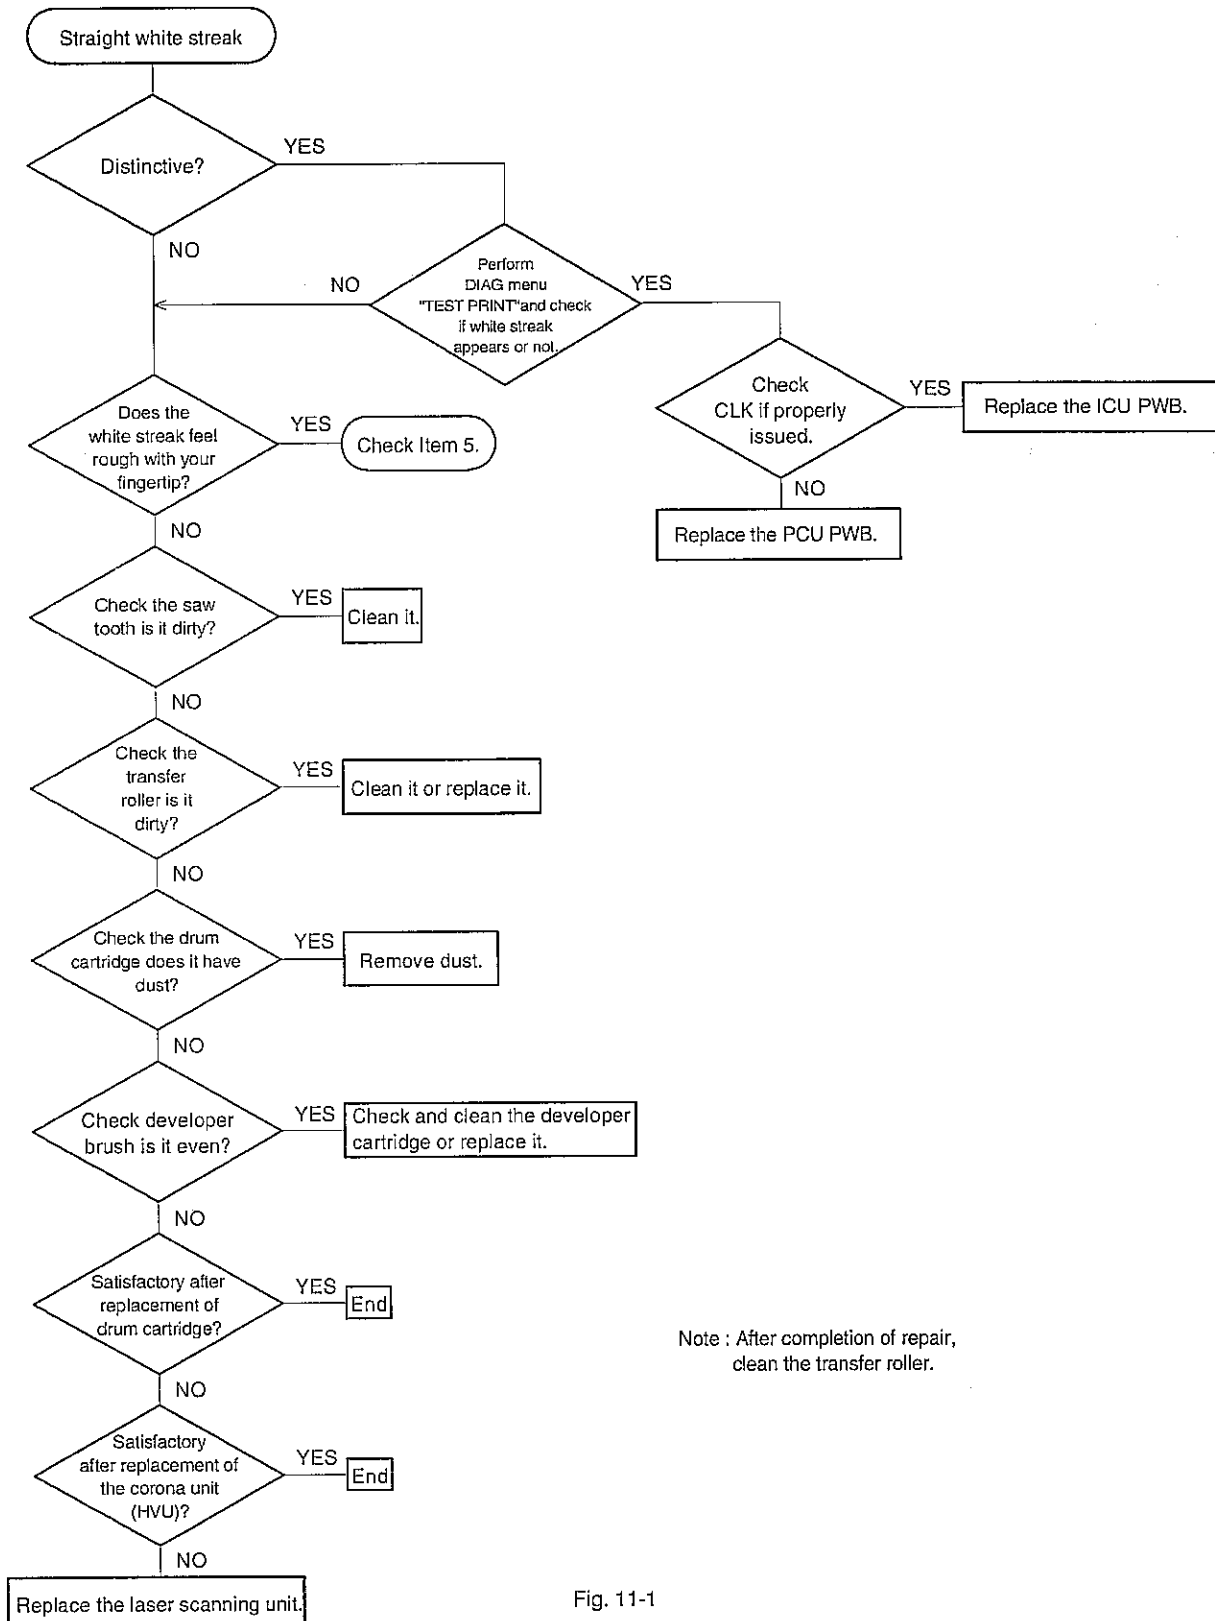 Straight white streak
Distinctive?
YES
NO
Perform
DIAG menu
"TEST PRINT"and check
if white streak
appears or not.
NO
YES
Check
CLK if properly
issued.
YES
Replace the ICU PWB.
NO
Replace the PCU PWB.
Does the
white streak feel
rough with your
fingertip?
YES
Check Item 5.
NO
Check the saw
tooth is it dirty?
YES
Clean it.
NO
Check the
transfer
roller is it
dirty?
YES
Clean it or replace it.
NO
Check the drum
cartridge does it have
dust?
YES
Remove dust.
NO
Check developer
brush is it even?
YES
Check and clean the developer
cartridge or replace it.
NO
Satisfactory after
replacement of
drum cartridge?
YES
End
NO
Satisfactory
after replacement of
the corona unit
(HVU)?
YES
End
NO
Replace the laser scanning unit.
Note : After completion of repair,
clean the transfer roller.
Fig. 11-1